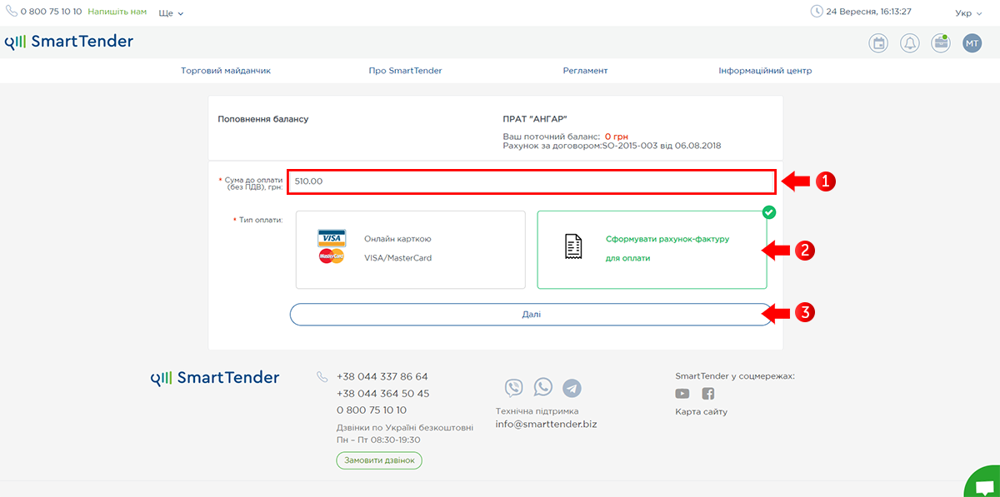 0 800 75 10 10 Напишіть нам Ще
24 Вересня, 16:13:27
Укр
SmartTender
MT
Торговий майданчик
Про SmartTender
Регламент
Інформаційний центр
Поповнення балансу
ПРАТ "АНГАР"
Ваш поточний баланс: 0 грн
Рахунок за договором:SO-2015-003 від 06.08.2018
* Сума до оплати
(без ПДВ), грн:
510.00
1
* Тип оплати:
VISA
MasterCard
Онлайн карткою
VISA/MasterCard
Сформувати рахунок-фактуру
для оплати
2
Далі
3
SmartTender
+38 044 337 86 64
+38 044 364 50 45
0 800 75 10 10
Дзвінки по Україні безкоштовні
Пн – Пт 08:30-19:30
Замовити дзвінок
Технічна підтримка
info@smarttender.biz
SmartTender у соцмережах:
Карта сайту